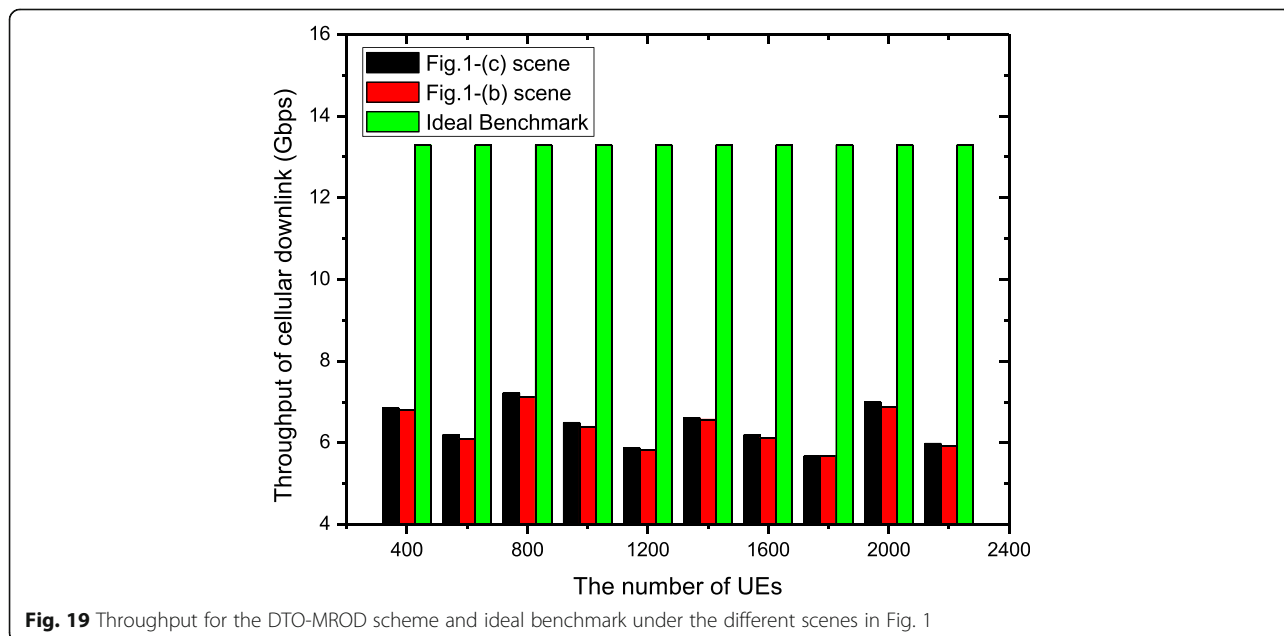 16
14
12
10
8
6
4
Throughput of cellular downlink (Gbps)
Fig.1-(c) scene
Fig.1-(b) scene
Ideal Benchmark
400 800 1200 1600 2000 2400
The number of UEs
Fig. 19 Throughput for the DTO-MROD scheme and ideal benchmark under the different scenes in Fig. 1